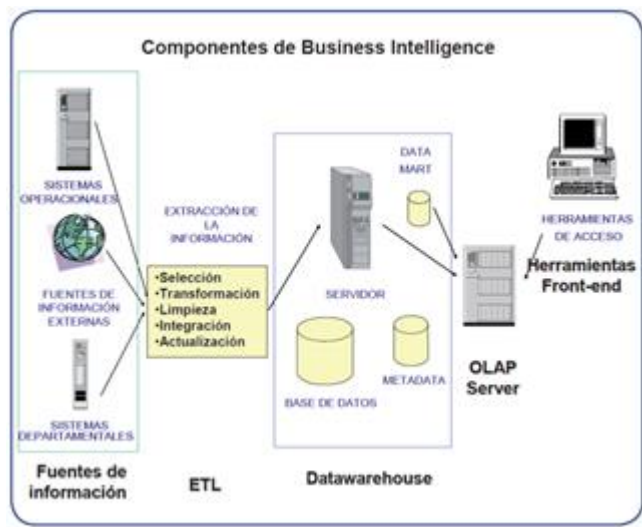 Componentes de Business Intelligence
SISTEMAS
OPERACIONALES
FUENTES DE
INFORMACIÓN
EXTERNAS
SISTEMAS
DEPARTAMENTALES
Fuentes de
información
EXTRACCIÓN DE
LA
INFORMACIÓN
•Selección
•Transformación
•Limpieza
•Integración
•Actualización
ETL
DATA
MART
SERVIDOR
BASE DE DATOS
METADATA
Datawarehouse
OLAP
Server
HERRAMIENTAS
DE ACCESO
Herramientas
Front-end